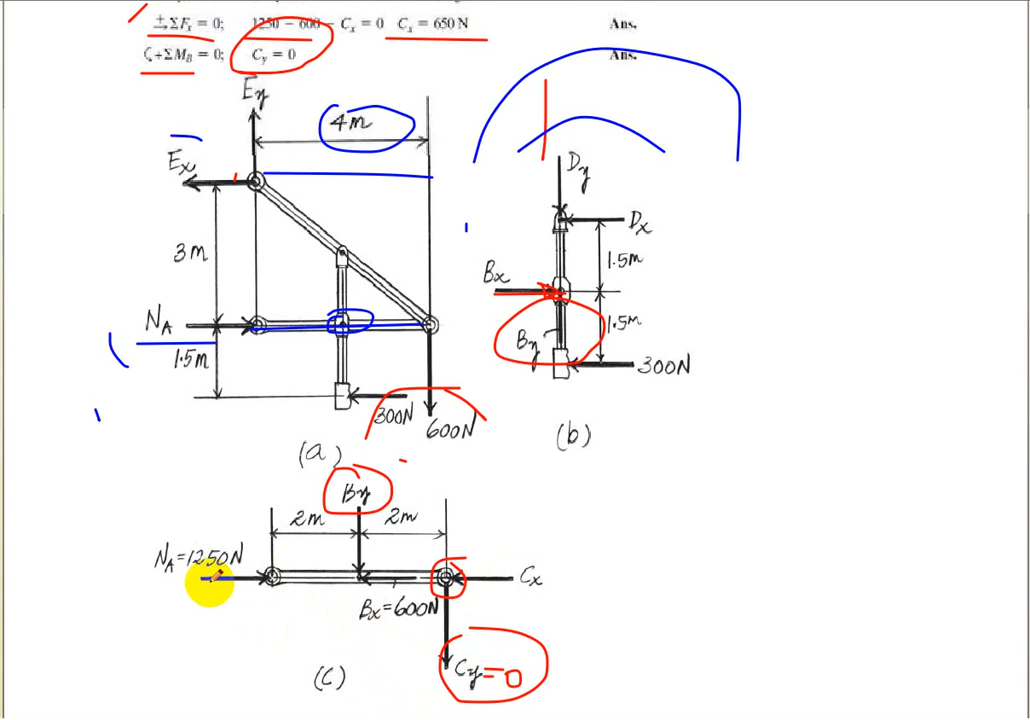 →+ ΣFx = 0; 1250 − 600 − Cx = 0 Cx = 650 N Ans.
ζ+ΣMB = 0; Cy = 0 Ans.
Ey
4m
Ex
3m
NA
1.5m
300N
600N
(a)
Dy
Dx
1.5m
Bx
1.5m
By
300N
(b)
By
2m 2m
NA=1250N
Cx
Bx=600N
Cy=0
(c)